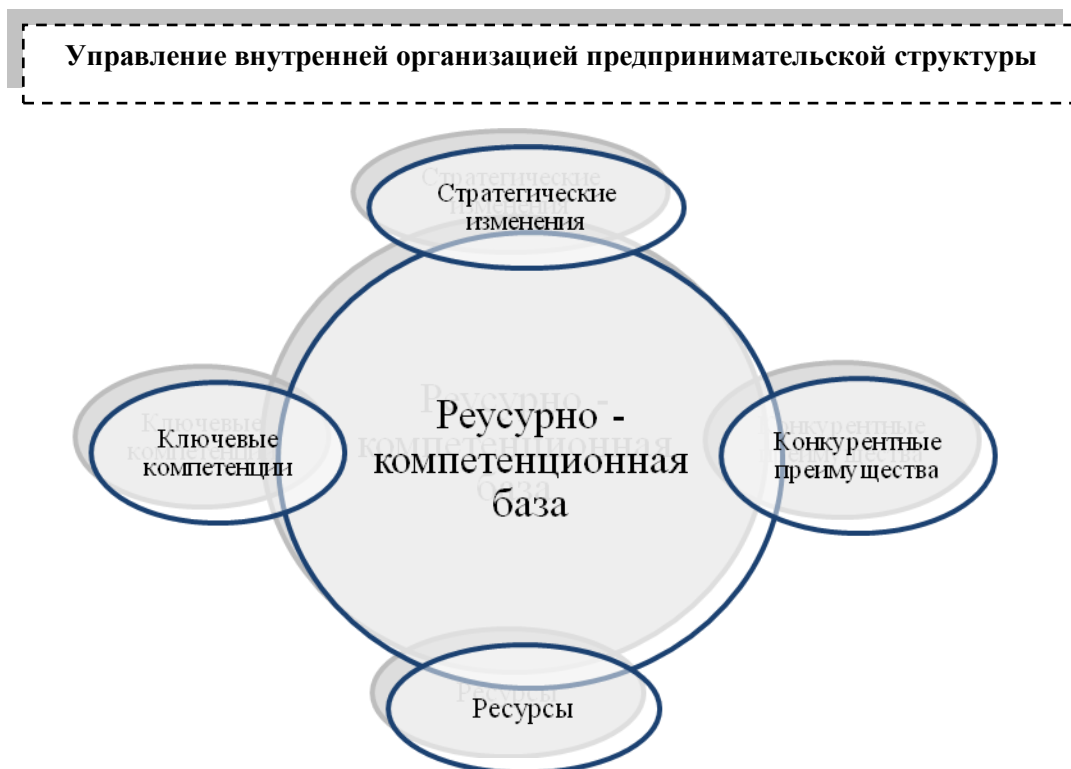 Управление внутренней организацией предпринимательской структуры
Стратегические
изменения
Ключевые
компетенции
Реусурно -
компетенционная
база
Конкурентные
преимущества
Ресурсы